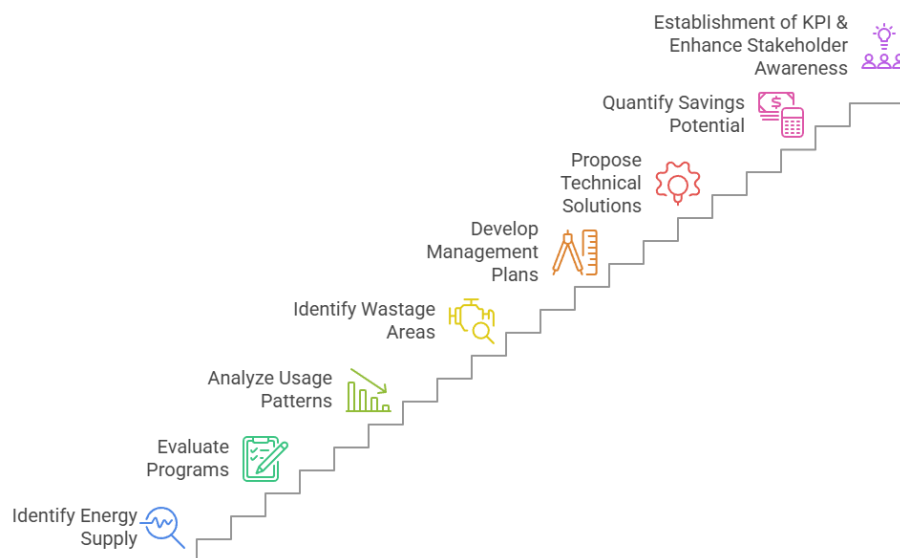 Establishment of KPI &
Enhance Stakeholder
Awareness
Quantify Savings
Potential
Propose
Technical
Solutions
Develop
Management
Plans
Identify Wastage
Areas
Analyze Usage
Patterns
Evaluate
Programs
Identify Energy
Supply